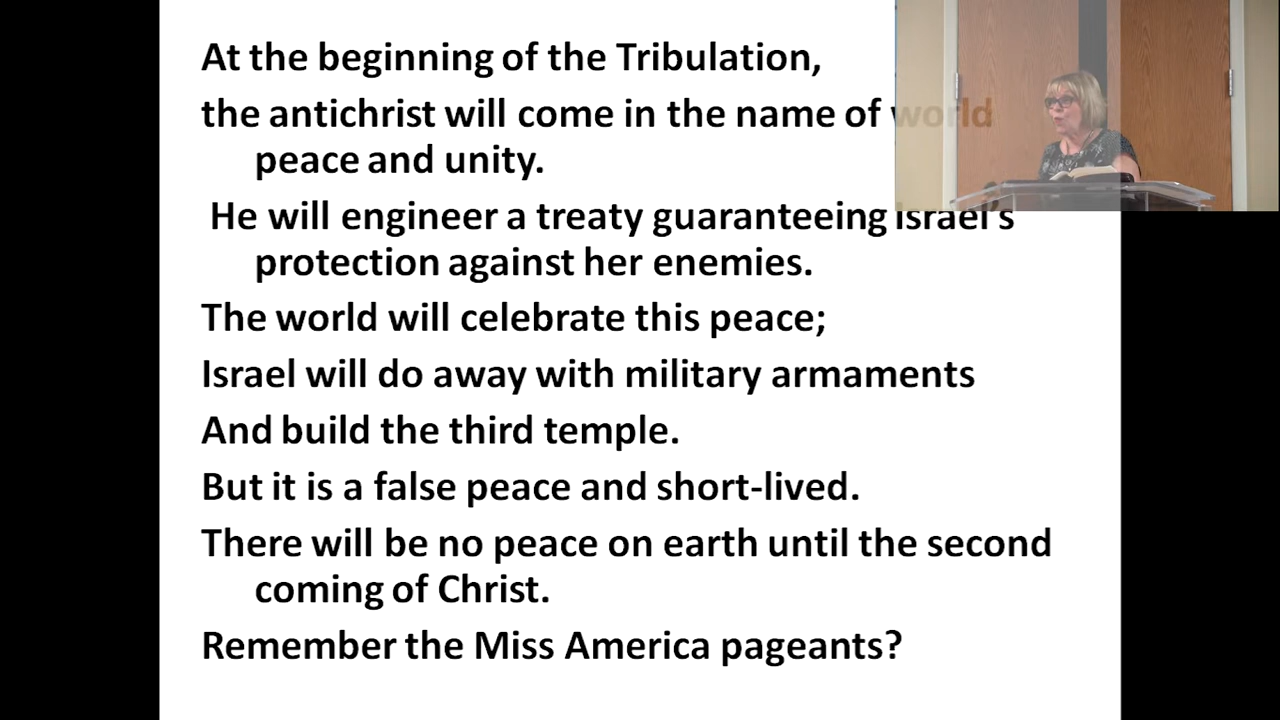 At the beginning of the Tribulation,
the antichrist will come in the name of world
peace and unity.
He will engineer a treaty guaranteeing Israel's
protection against her enemies.
The world will celebrate this peace;
Israel will do away with military armaments
And build the third temple.
But it is a false peace and short-lived.
There will be no peace on earth until the second
coming of Christ.
Remember the Miss America pageants?